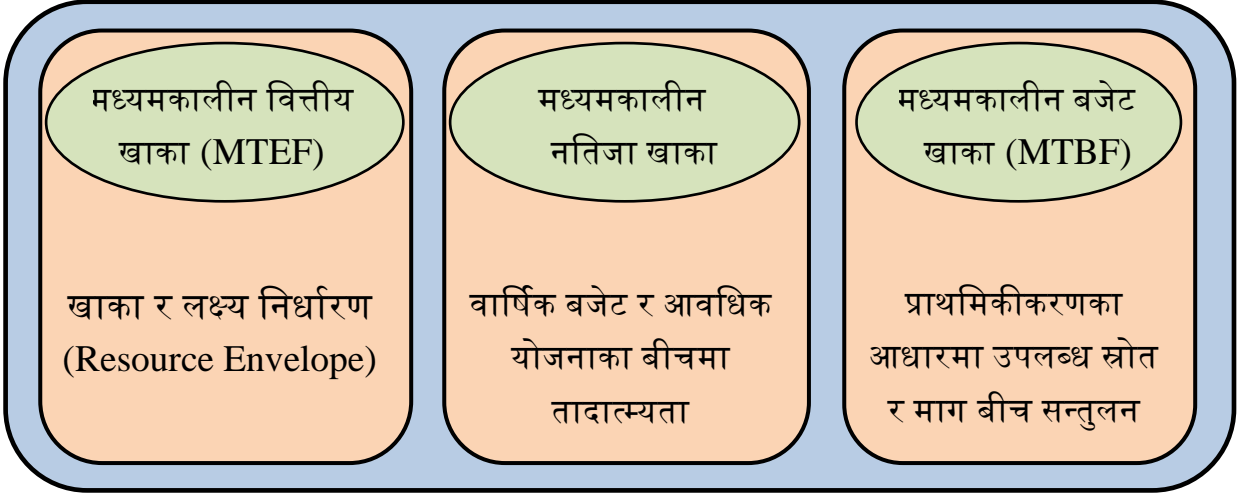 मध्यमकालीन वित्तीय
खाका (MTEF)
खाका र लक्ष्य निर्धारण
(Resource Envelope)
मध्यमकालीन
नतिजा खाका
वार्षिक बजेट र आवधिक
योजनाका बीचमा
तादात्म्यता
मध्यमकालीन बजेट
खाका (MTBF)
प्राथमिकीकरणका
आधारमा उपलब्ध स्रोत
र माग बीच सन्तुलन